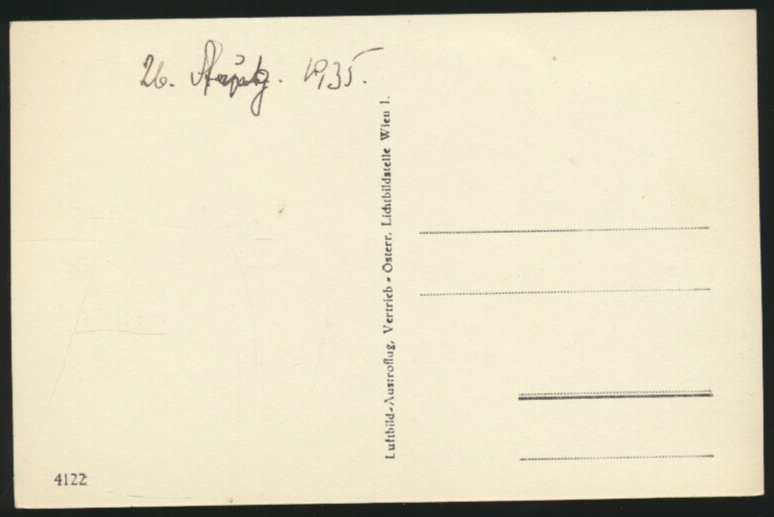 26. 1935.
Luftbild-Austroflug, Vertrieb - Österr. Lichtbildstelle Wien I.
4122